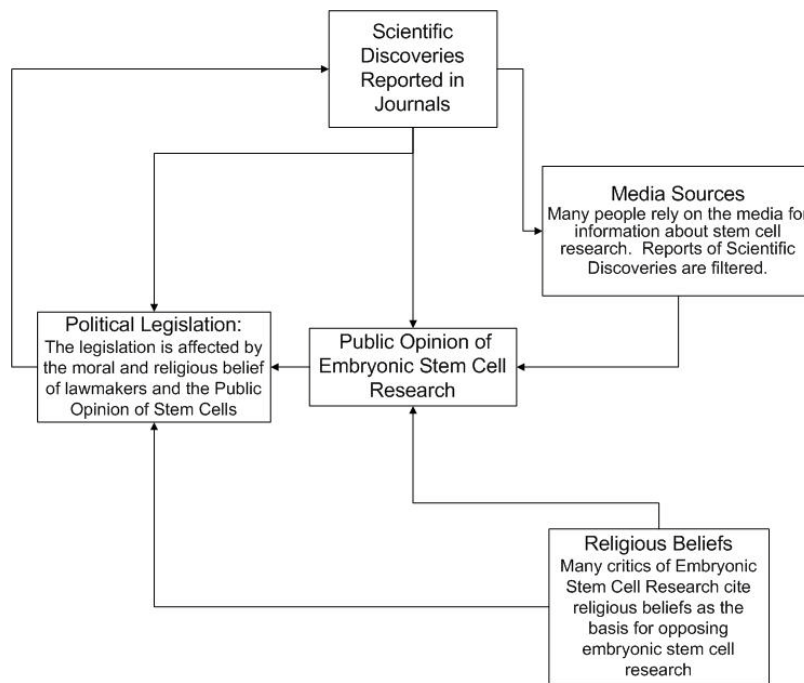 Scientific
Discoveries
Reported in
Journals
Media Sources
Many people rely on the media for
information about stem cell
research. Reports of Scientific
Discoveries are filtered.
Political Legislation:
The legislation is affected by
the moral and religious belief
of lawmakers and the Public
Opinion of Stem Cells
Public Opinion of
Embryonic Stem Cell
Research
Religious Beliefs
Many critics of Embryonic
Stem Cell Research cite
religious beliefs as the
basis for opposing
embryonic stem cell
research